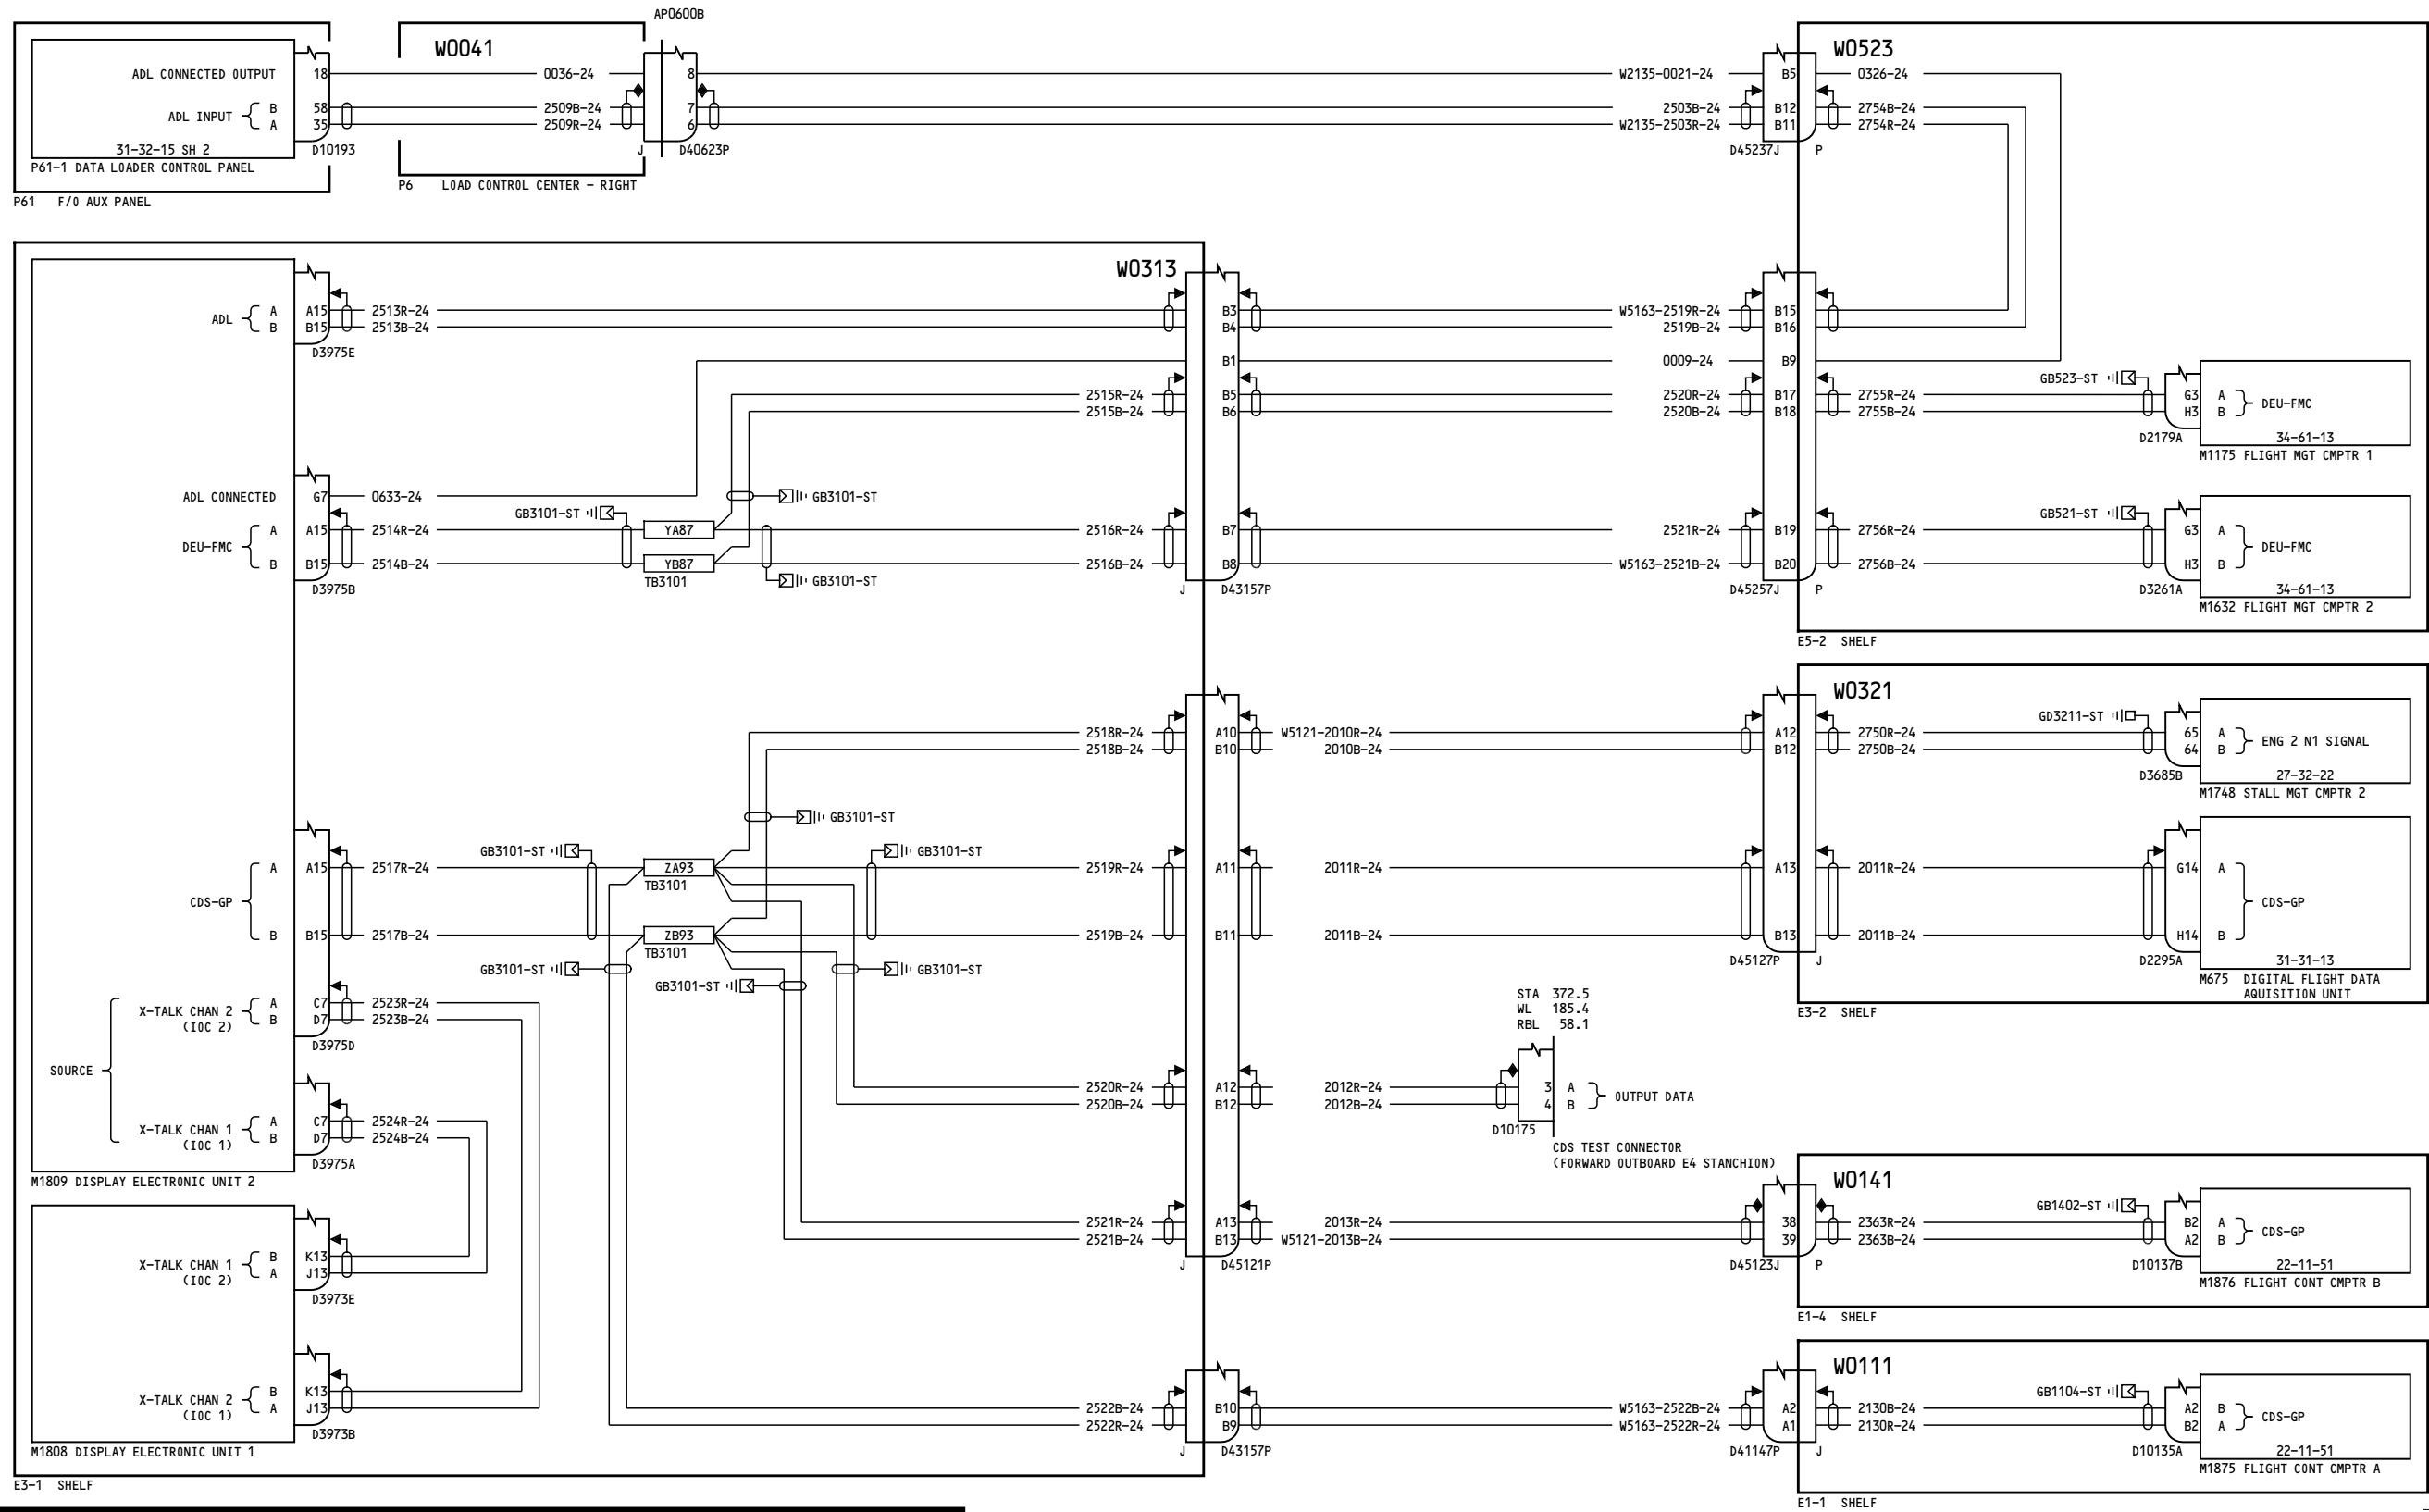 AP0600B
W0041
W0523
ADL CONNECTED OUTPUT 18 0036-24 8 W2135-0021-24 B5 0326-24
ADL INPUT B 58 2509B-24 7 2503B-24 B12 2754B-24
A 35 2509R-24 6 W2135-2503R-24 B11 2754R-24
31-32-15 SH 2 D10193 J D40623P D45237J P
P61-1 DATA LOADER CONTROL PANEL
P6 LOAD CONTROL CENTER - RIGHT
P61 F/O AUX PANEL
W0313
ADL A A15 2513R-24 B3 W5163-2519R-24 B15
B B15 2513B-24 B4 2519B-24 B16
D3975E
B1 0009-24 B9
GB523-ST
2515R-24 B5 2520R-24 B17 2755R-24 G3 A DEU-FMC
2515B-24 B6 2520B-24 B18 2755B-24 H3 B
D2179A 34-61-13
M1175 FLIGHT MGT CMPTR 1
ADL CONNECTED G7 0633-24 GB3101-ST
GB3101-ST GB521-ST
DEU-FMC A A15 2514R-24 YA87 2516R-24 B7 2521R-24 B19 2756R-24 G3 A DEU-FMC
B B15 2514B-24 YB87 2516B-24 B8 W5163-2521B-24 B20 2756B-24 H3 B
TB3101 GB3101-ST
D3975B J D43157P D45257J P D3261A 34-61-13
M1632 FLIGHT MGT CMPTR 2
E5-2 SHELF
W0321
GD3211-ST
2518R-24 A10 W5121-2010R-24 A12 2750R-24 65 A ENG 2 N1 SIGNAL
2518B-24 B10 2010B-24 B12 2750B-24 64 B
D3685B 27-32-22
M1748 STALL MGT CMPTR 2
GB3101-ST
GB3101-ST GB3101-ST
CDS-GP A A15 2517R-24 ZA93 2519R-24 A11 2011R-24 A13 2011R-24 G14 A CDS-GP
TB3101
B B15 2517B-24 ZB93 2519B-24 B11 2011B-24 B13 2011B-24 H14 B
TB3101 D45127P J D2295A 31-31-13
GB3101-ST GB3101-ST
GB3101-ST
M675 DIGITAL FLIGHT DATA
AQUISITION UNIT
STA 372.5
WL 185.4
RBL 58.1
X-TALK CHAN 2 A C7 2523R-24
(IOC 2) B D7 2523B-24
E3-2 SHELF
D3975D
SOURCE
2520R-24 A12 2012R-24 3 A OUTPUT DATA
2520B-24 B12 2012B-24 4 B
D10175
X-TALK CHAN 1 A C7 2524R-24
(IOC 1) B D7 2524B-24
CDS TEST CONNECTOR
(FORWARD OUTBOARD E4 STANCHION)
D3975A
M1809 DISPLAY ELECTRONIC UNIT 2
W0141
GB1402-ST
2521R-24 A13 2013R-24 38 2363R-24 B2 A CDS-GP
2521B-24 B13 W5121-2013B-24 39 2363B-24 A2 B
X-TALK CHAN 1 B K13
(IOC 2) A J13
J D45121P D45123J P D10137B 22-11-51
M1876 FLIGHT CONT CMPTR B
D3973E
E1-4 SHELF
W0111
X-TALK CHAN 2 B K13
(IOC 1) A J13
GB1104-ST
2522B-24 B10 W5163-2522B-24 A2 2130B-24 A2 B CDS-GP
2522R-24 B9 W5163-2522R-24 A1 2130R-24 B2 A
D3973B
M1808 DISPLAY ELECTRONIC UNIT 1
J D43157P D41147P J D10135A 22-11-51
M1875 FLIGHT CONT CMPTR A
E3-1 SHELF
E1-1 SHELF